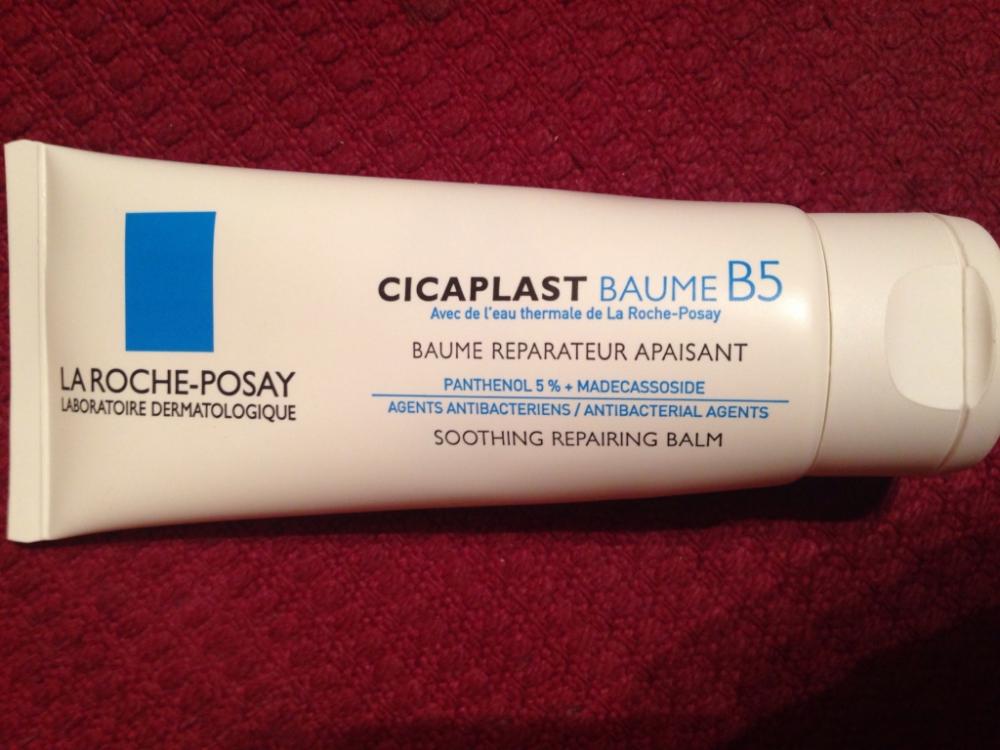 LA ROCHE-POSAY
LABORATOIRE DERMATOLOGIQUE
CICAPLAST BAUME B5
Avec de l'eau thermale de La Roche-Posay
BAUME REPARATEUR APAISANT
PANTHENOL 5 % + MADECASSOSIDE
AGENTS ANTIBACTERIENS / ANTIBACTERIAL AGENTS
SOOTHING REPAIRING BALM